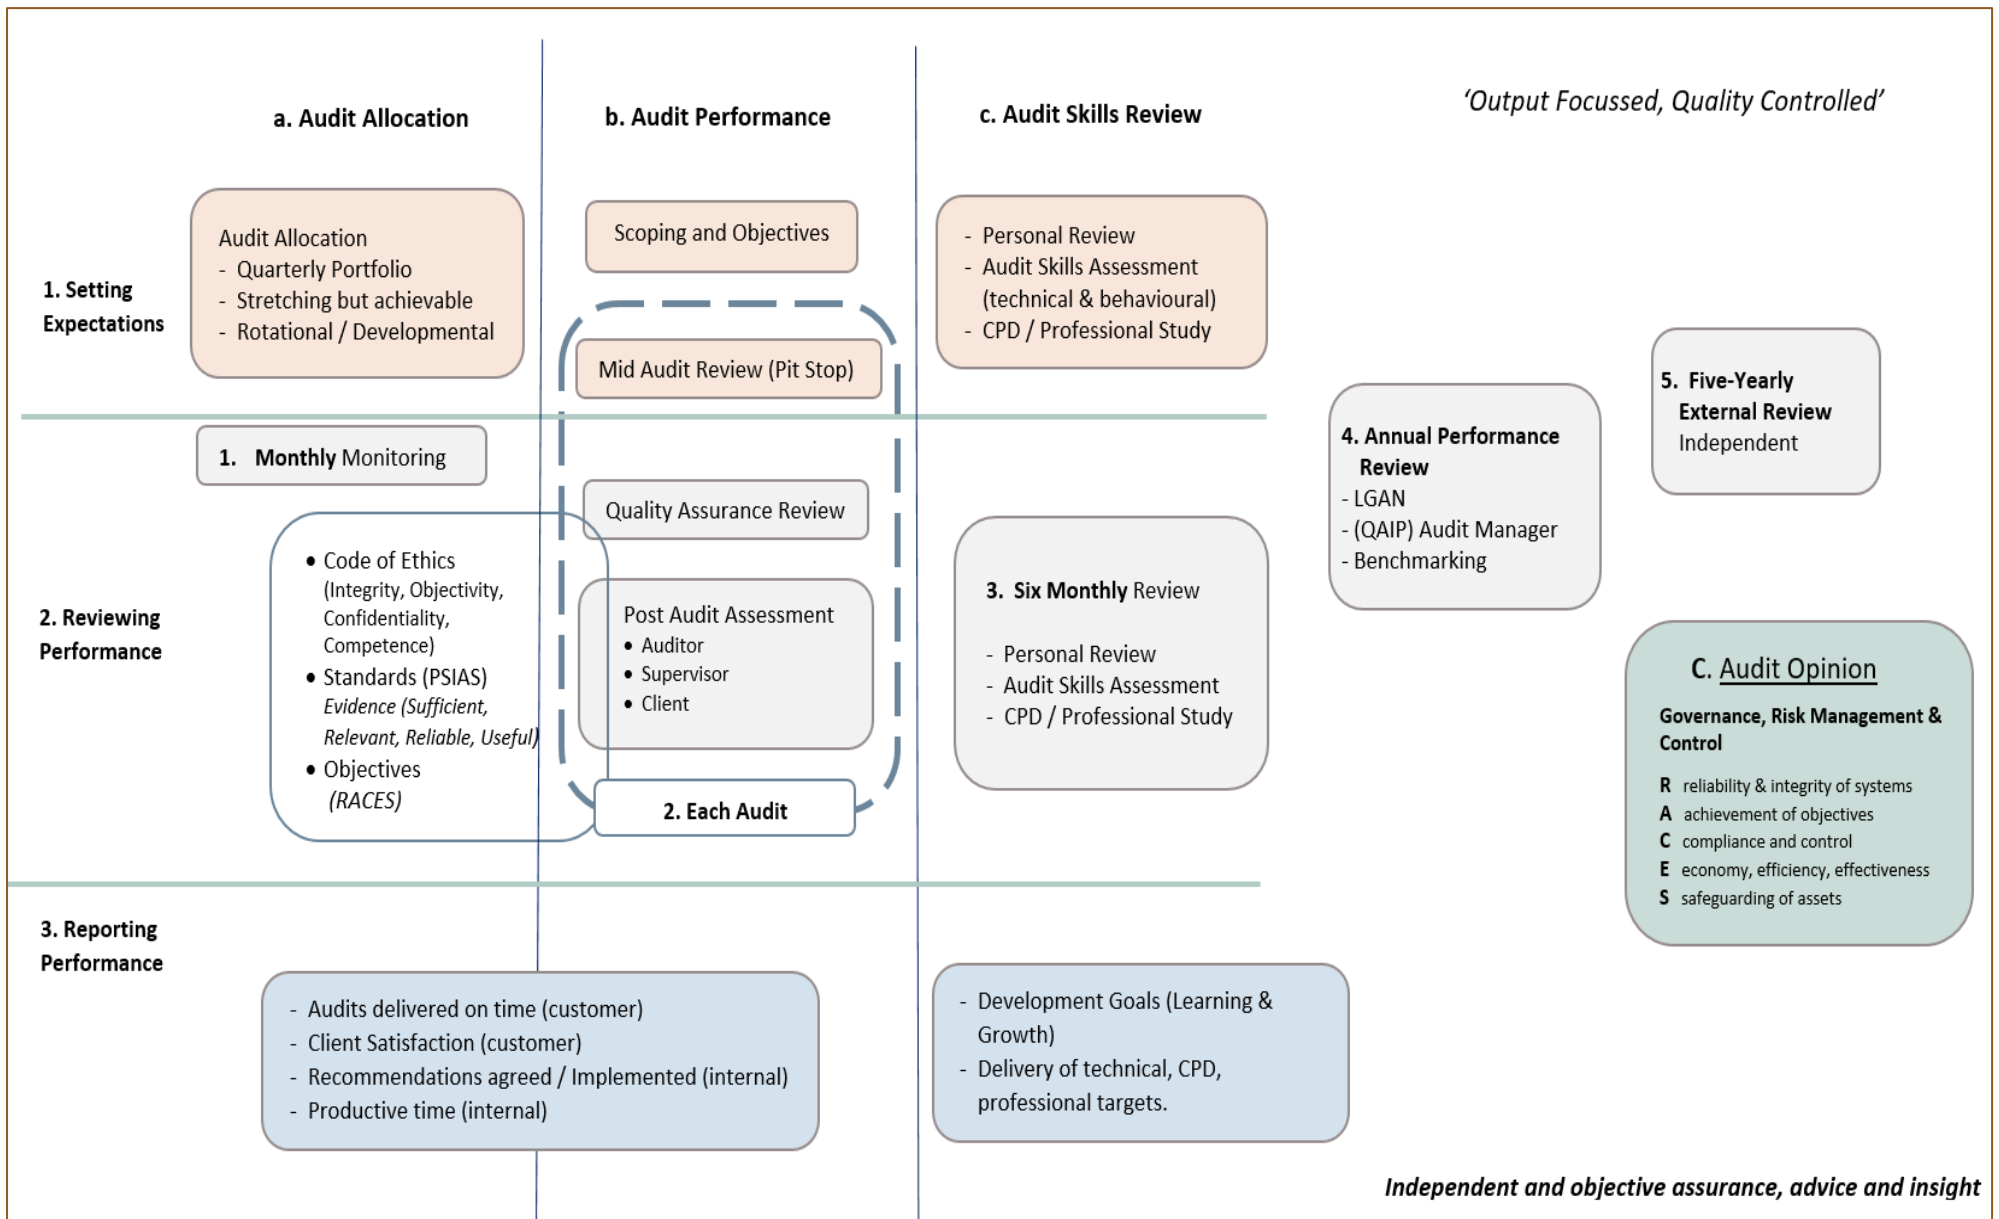 'Output Focussed, Quality Controlled'
a. Audit Allocation
b. Audit Performance
c. Audit Skills Review
1. Setting
Expectations
Audit Allocation
- Quarterly Portfolio
- Stretching but achievable
- Rotational / Developmental
Scoping and Objectives
Mid Audit Review (Pit Stop)
- Personal Review
- Audit Skills Assessment
(technical & behavioural)
- CPD / Professional Study
2. Reviewing
Performance
1. Monthly Monitoring
• Code of Ethics
(Integrity, Objectivity,
Confidentiality,
Competence)
• Standards (PSIAS)
Evidence (Sufficient,
Relevant, Reliable, Useful)
• Objectives
(RACES)
Quality Assurance Review
Post Audit Assessment
• Auditor
• Supervisor
• Client
2. Each Audit
3. Six Monthly Review
- Personal Review
- Audit Skills Assessment
- CPD / Professional Study
4. Annual Performance
Review
- LGAN
- (QAIP) Audit Manager
- Benchmarking
5. Five-Yearly
External Review
Independent
C. Audit Opinion
Governance, Risk Management &
Control
R reliability & integrity of systems
A achievement of objectives
C compliance and control
E economy, efficiency, effectiveness
S safeguarding of assets
3. Reporting
Performance
- Audits delivered on time (customer)
- Client Satisfaction (customer)
- Recommendations agreed / Implemented (internal)
- Productive time (internal)
- Development Goals (Learning &
Growth)
- Delivery of technical, CPD,
professional targets.
Independent and objective assurance, advice and insight